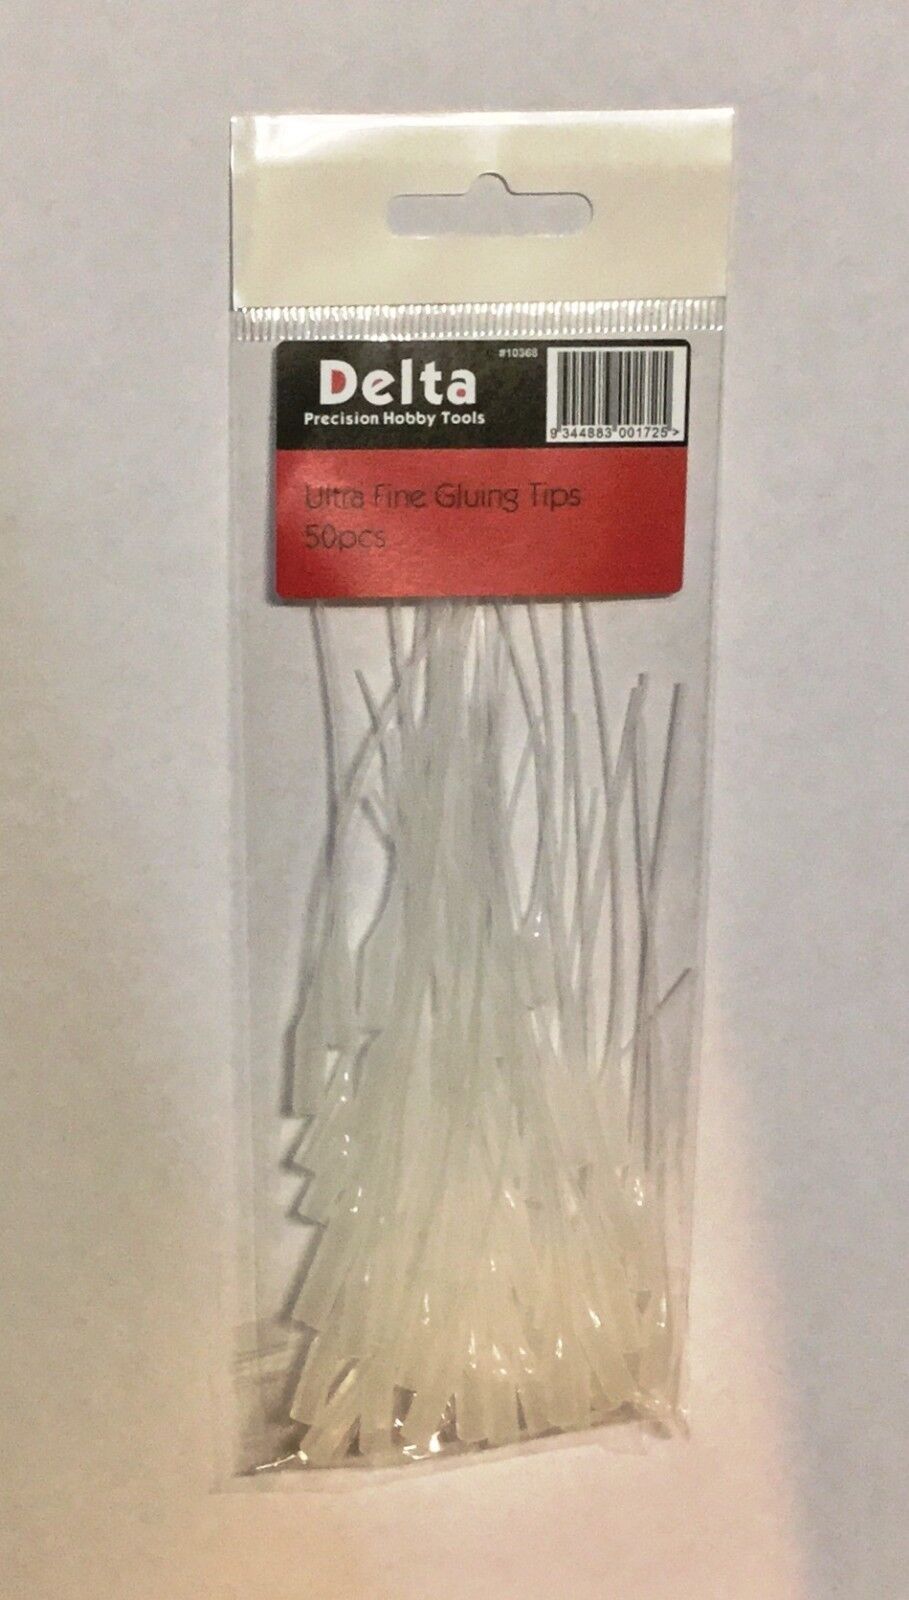 #10368
Delta
Precision Hobby Tools
9 344883 001725 >
Ultra Fine Gluing Tips
50pcs